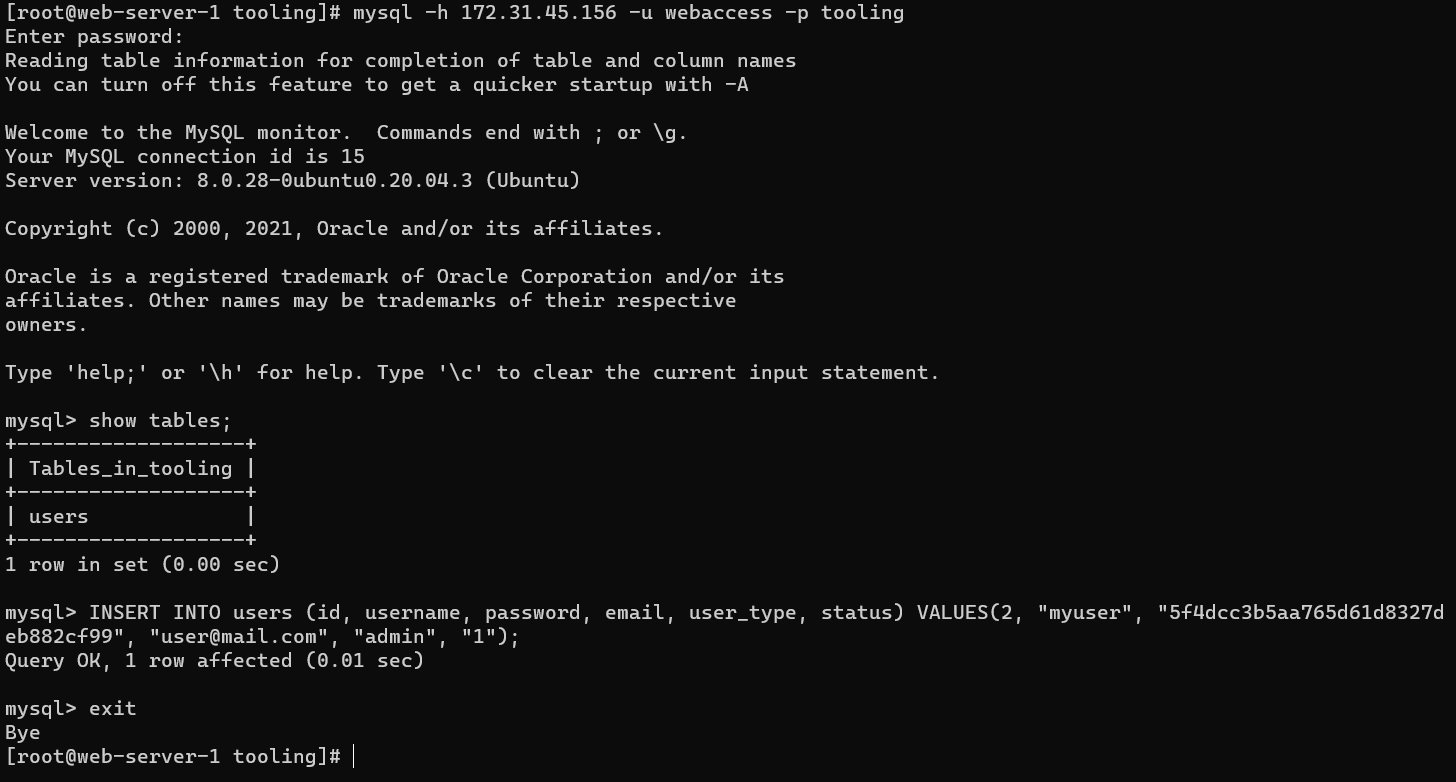 [root@web-server-1 tooling]# mysql -h 172.31.45.156 -u webaccess -p tooling
Enter password:
Reading table information for completion of table and column names
You can turn off this feature to get a quicker startup with -A

Welcome to the MySQL monitor.  Commands end with ; or \g.
Your MySQL connection id is 15
Server version: 8.0.28-0ubuntu0.20.04.3 (Ubuntu)

Copyright (c) 2000, 2021, Oracle and/or its affiliates.

Oracle is a registered trademark of Oracle Corporation and/or its
affiliates. Other names may be trademarks of their respective
owners.

Type 'help;' or '\h' for help. Type '\c' to clear the current input statement.

mysql> show tables;
+-------------------+
| Tables_in_tooling |
+-------------------+
| users             |
+-------------------+
1 row in set (0.00 sec)

mysql> INSERT INTO users (id, username, password, email, user_type, status) VALUES(2, "myuser", "5f4dcc3b5aa765d61d8327d
eb882cf99", "user@mail.com", "admin", "1");
Query OK, 1 row affected (0.01 sec)

mysql> exit
Bye
[root@web-server-1 tooling]#